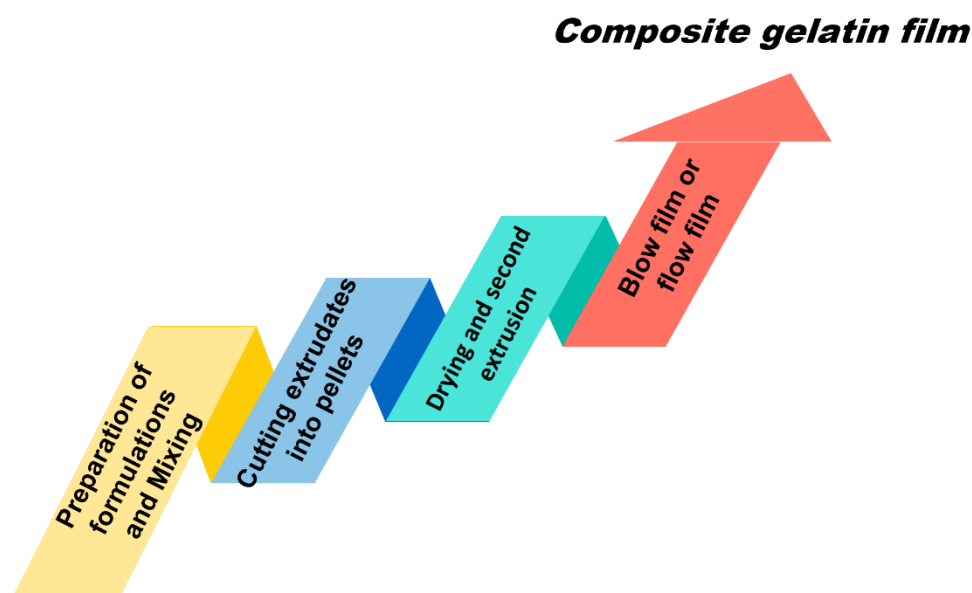 Composite gelatin film
Preparation of
formulations
and Mixing
Cutting extrudates
into pellets
Drying and second
extrusion
Blow film or
flow film